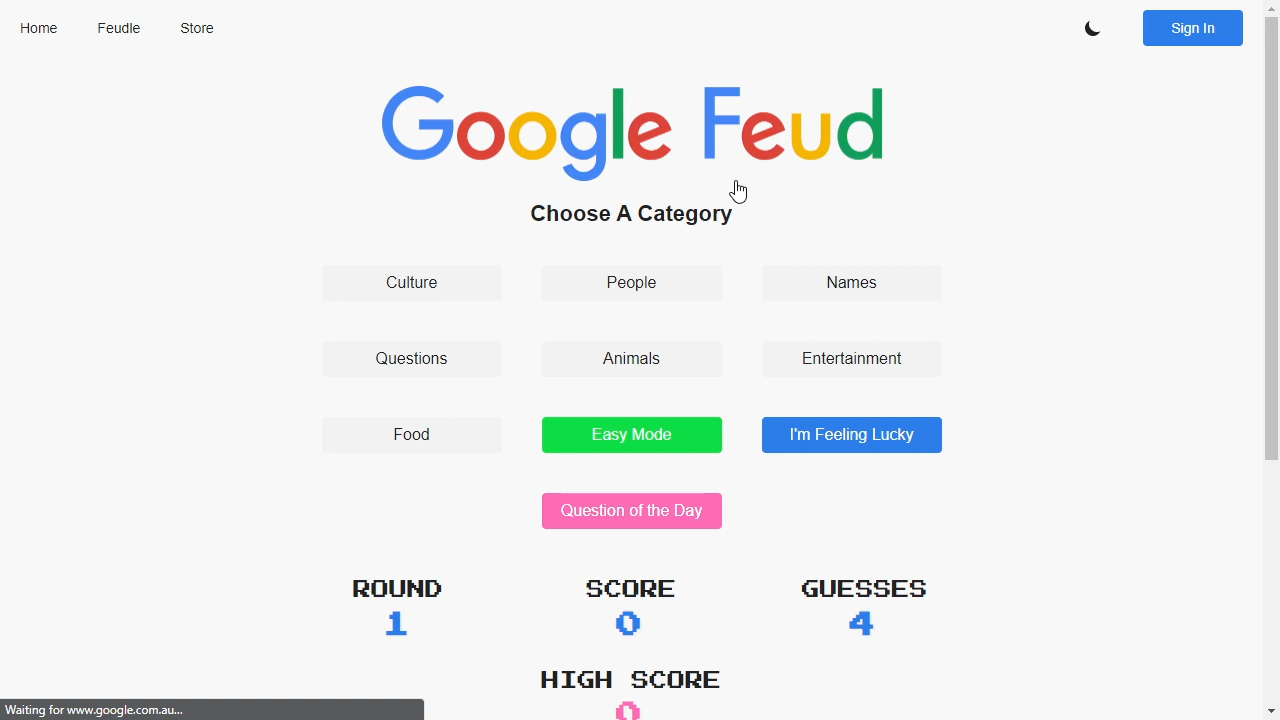 Home Feudle Store Sign In
Google Feud
Choose A Category
Culture People Names
Questions Animals Entertainment
Food Easy Mode I'm Feeling Lucky
Question of the Day
ROUND SCORE GUESSES
1 0 4
HIGH SCORE
0
Waiting for www.google.com.au...